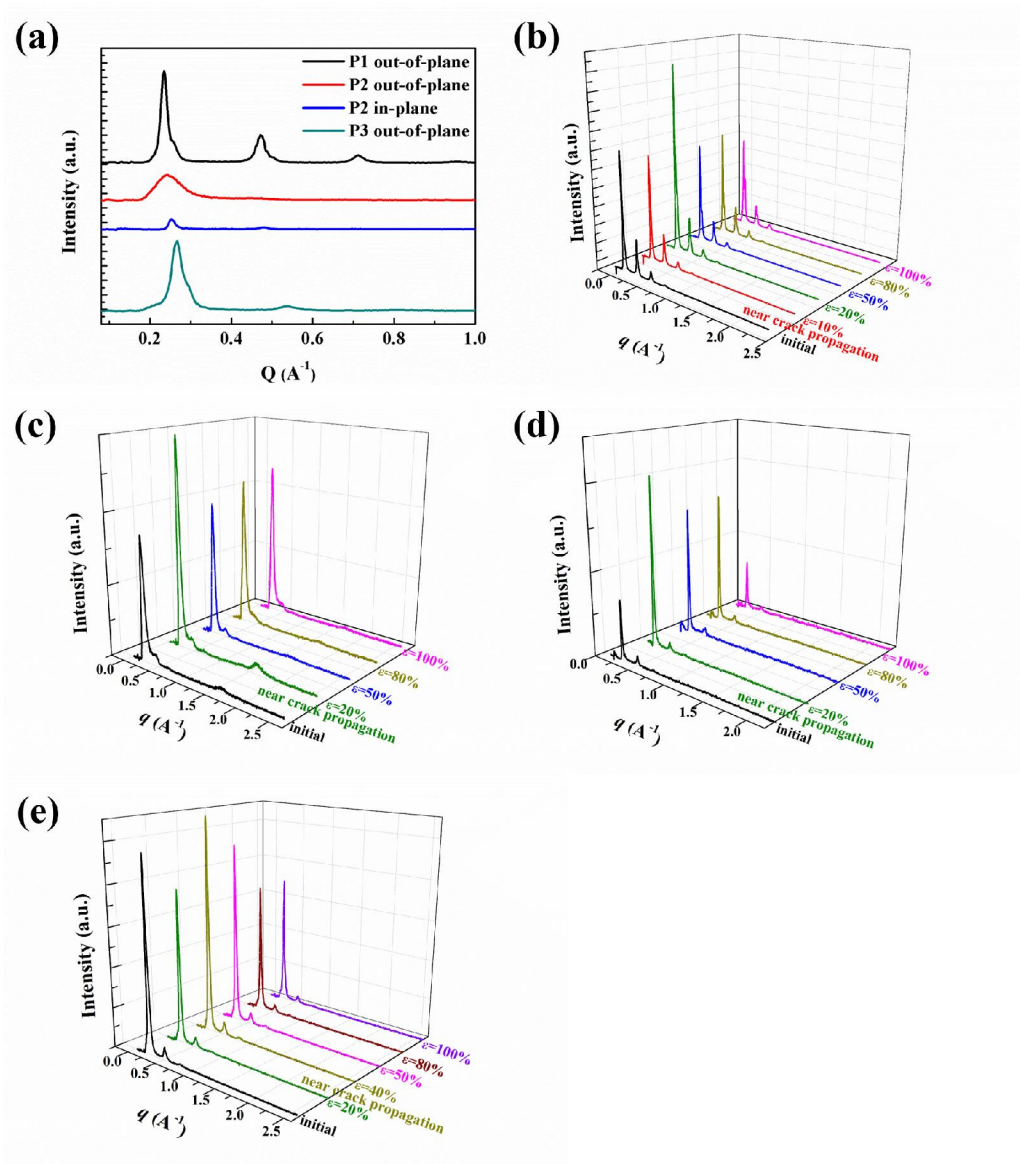 (a)
P1 out-of-plane
P2 out-of-plane
P2 in-plane
P3 out-of-plane
Intensity (a.u.)
0.2 0.4 0.6 0.8 1.0
Q (A⁻¹)
(b)
Intensity (a.u.)
0.0 0.5 1.0 1.5 2.0 2.5
q (A⁻¹)
initial
near crack propagation
ε=10%
ε=20%
ε=50%
ε=80%
ε=100%
(c)
Intensity (a.u.)
0.0 0.5 1.0 1.5 2.0 2.5
q (A⁻¹)
initial
near crack propagation
ε=20%
ε=50%
ε=80%
ε=100%
(d)
Intensity (a.u.)
0.0 0.5 1.0 1.5 2.0
q (A⁻¹)
initial
near crack propagation
ε=20%
ε=50%
ε=80%
ε=100%
(e)
Intensity (a.u.)
0.0 0.5 1.0 1.5 2.0 2.5
q (A⁻¹)
initial
ε=20%
near crack propagation
ε=40%
ε=50%
ε=80%
ε=100%